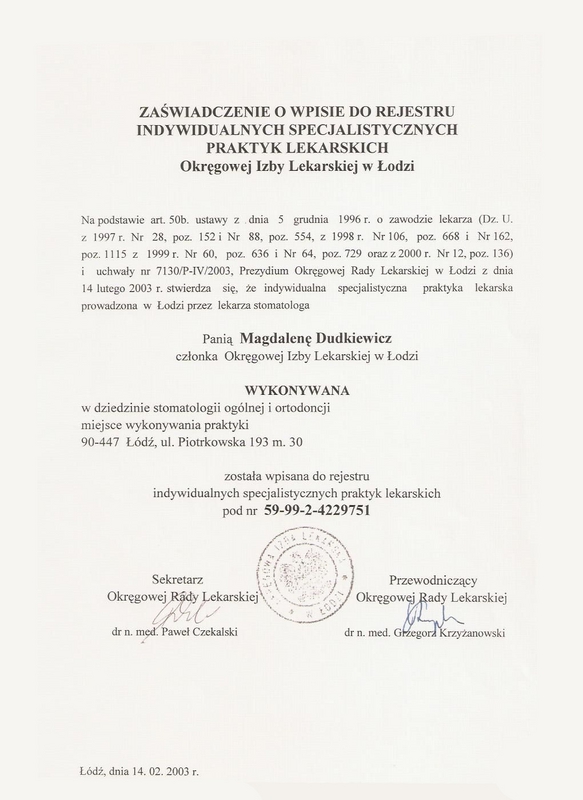 ZAŚWIADCZENIE O WPISIE DO REJESTRU
INDYWIDUALNYCH SPECJALISTYCZNYCH
PRAKTYK LEKARSKICH
Okręgowej Izby Lekarskiej w Łodzi
Na podstawie art. 50b. ustawy z dnia 5 grudnia 1996 r. o zawodzie lekarza (Dz. U.
z 1997 r. Nr 28, poz. 152 i Nr 88, poz. 554, z 1998 r. Nr 106, poz. 668 i Nr 162,
poz. 1115 z 1999 r. Nr 60, poz. 636 i Nr 64, poz. 729 oraz z 2000 r. Nr 12, poz. 136)
i uchwały nr 7130/P-IV/2003, Prezydium Okręgowej Rady Lekarskiej w Łodzi z dnia
14 lutego 2003 r. stwierdza się, że indywidualna specjalistyczna praktyka lekarska
prowadzona w Łodzi przez lekarza stomatologa
Panią Magdalenę Dudkiewicz
członka Okręgowej Izby Lekarskiej w Łodzi
WYKONYWANA
w dziedzinie stomatologii ogólnej i ortodoncji
miejsce wykonywania praktyki
90-447 Łódź, ul. Piotrkowska 193 m. 30
została wpisana do rejestru
indywidualnych specjalistycznych praktyk lekarskich
pod nr 59-99-2-4229751
OKRĘGOWA IZBA LEKARSKA
W ŁODZI
Sekretarz
Okręgowej Rady Lekarskiej
dr n. med. Paweł Czekalski
Przewodniczący
Okręgowej Rady Lekarskiej
dr n. med. Grzegorz Krzyżanowski
Łódź, dnia 14. 02. 2003 r.